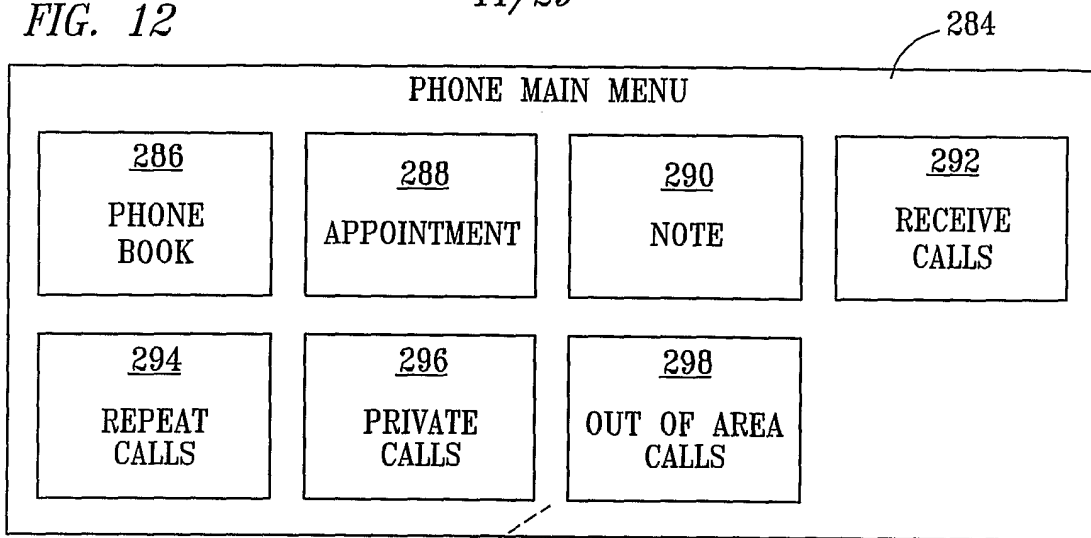 FIG. 12
284
PHONE MAIN MENU
286
PHONE
BOOK
288
APPOINTMENT
290
NOTE
292
RECEIVE
CALLS
294
REPEAT
CALLS
296
PRIVATE
CALLS
298
OUT OF AREA
CALLS